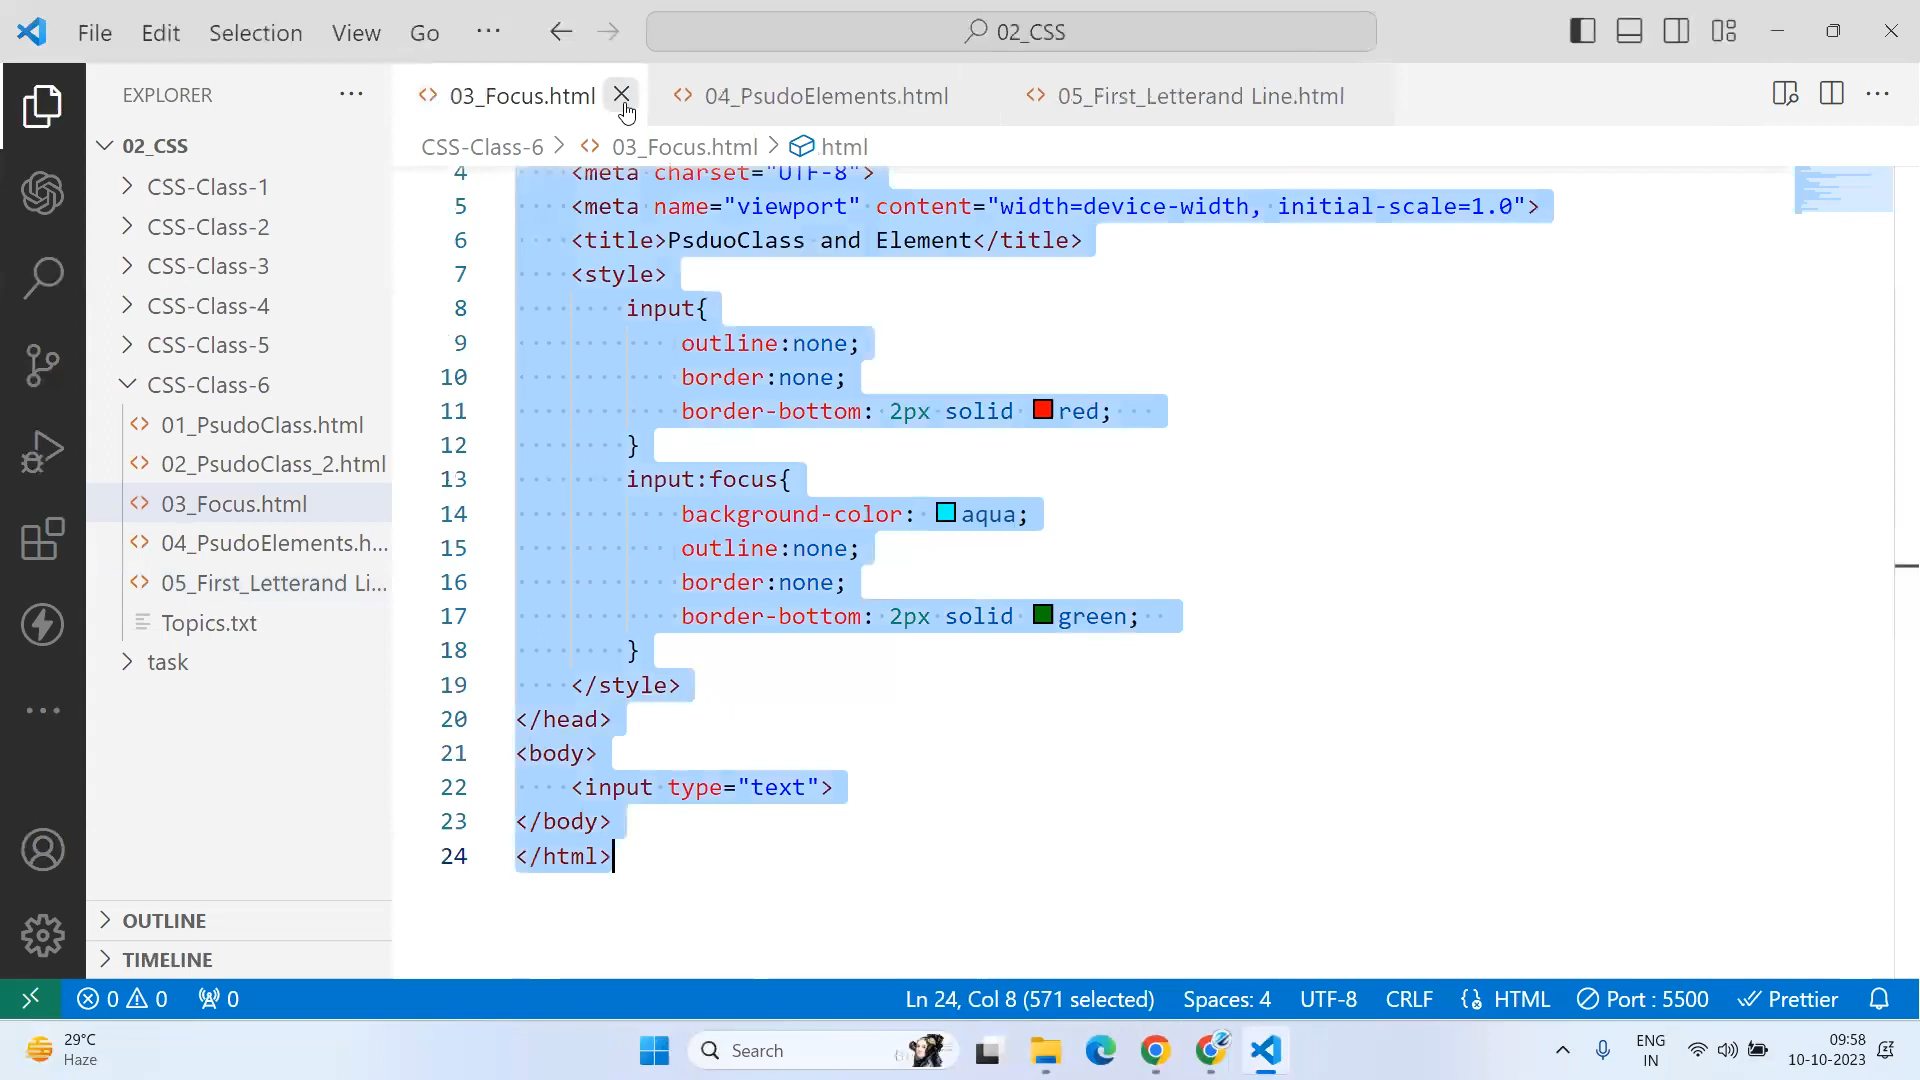 File Edit Selection View Go ··· 02_CSS
EXPLORER ···
03_Focus.html 04_PsudoElements.html 05_First_Letterand Line.html ···
CSS-Class-6 > 03_Focus.html > html
02_CSS
CSS-Class-1
CSS-Class-2
CSS-Class-3
CSS-Class-4
CSS-Class-5
CSS-Class-6
01_PsudoClass.html
02_PsudoClass_2.html
03_Focus.html
04_PsudoElements.h...
05_First_Letterand Li...
Topics.txt
task
OUTLINE
TIMELINE
4 <meta charset="UTF-8">
5 <meta name="viewport" content="width=device-width, initial-scale=1.0">
6 <title>PsduoClass and Element</title>
7 <style>
8 input{
9 outline:none;
10 border:none;
11 border-bottom: 2px solid red;
12 }
13 input:focus{
14 background-color: aqua;
15 outline:none;
16 border:none;
17 border-bottom: 2px solid green;
18 }
19 </style>
20 </head>
21 <body>
22 <input type="text">
23 </body>
24 </html>
0 0 0 Ln 24, Col 8 (571 selected) Spaces: 4 UTF-8 CRLF HTML Port : 5500 Prettier
29°C
Haze
Search
ENG
IN
09:58
10-10-2023